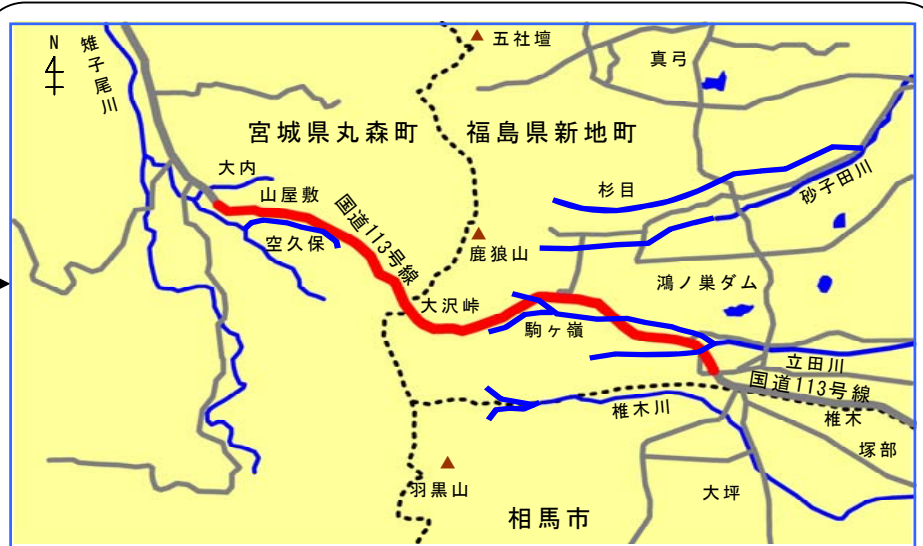 N
雉子尾川
五社壇
真弓
宮城県丸森町
福島県新地町
大内
山屋敷
杉目
砂子田川
国道113号線
空久保
鹿狼山
大沢峠
鴻ノ巣ダム
駒ヶ嶺
立田川
国道113号線
椎木川
椎木
塚部
羽黒山
大坪
相馬市